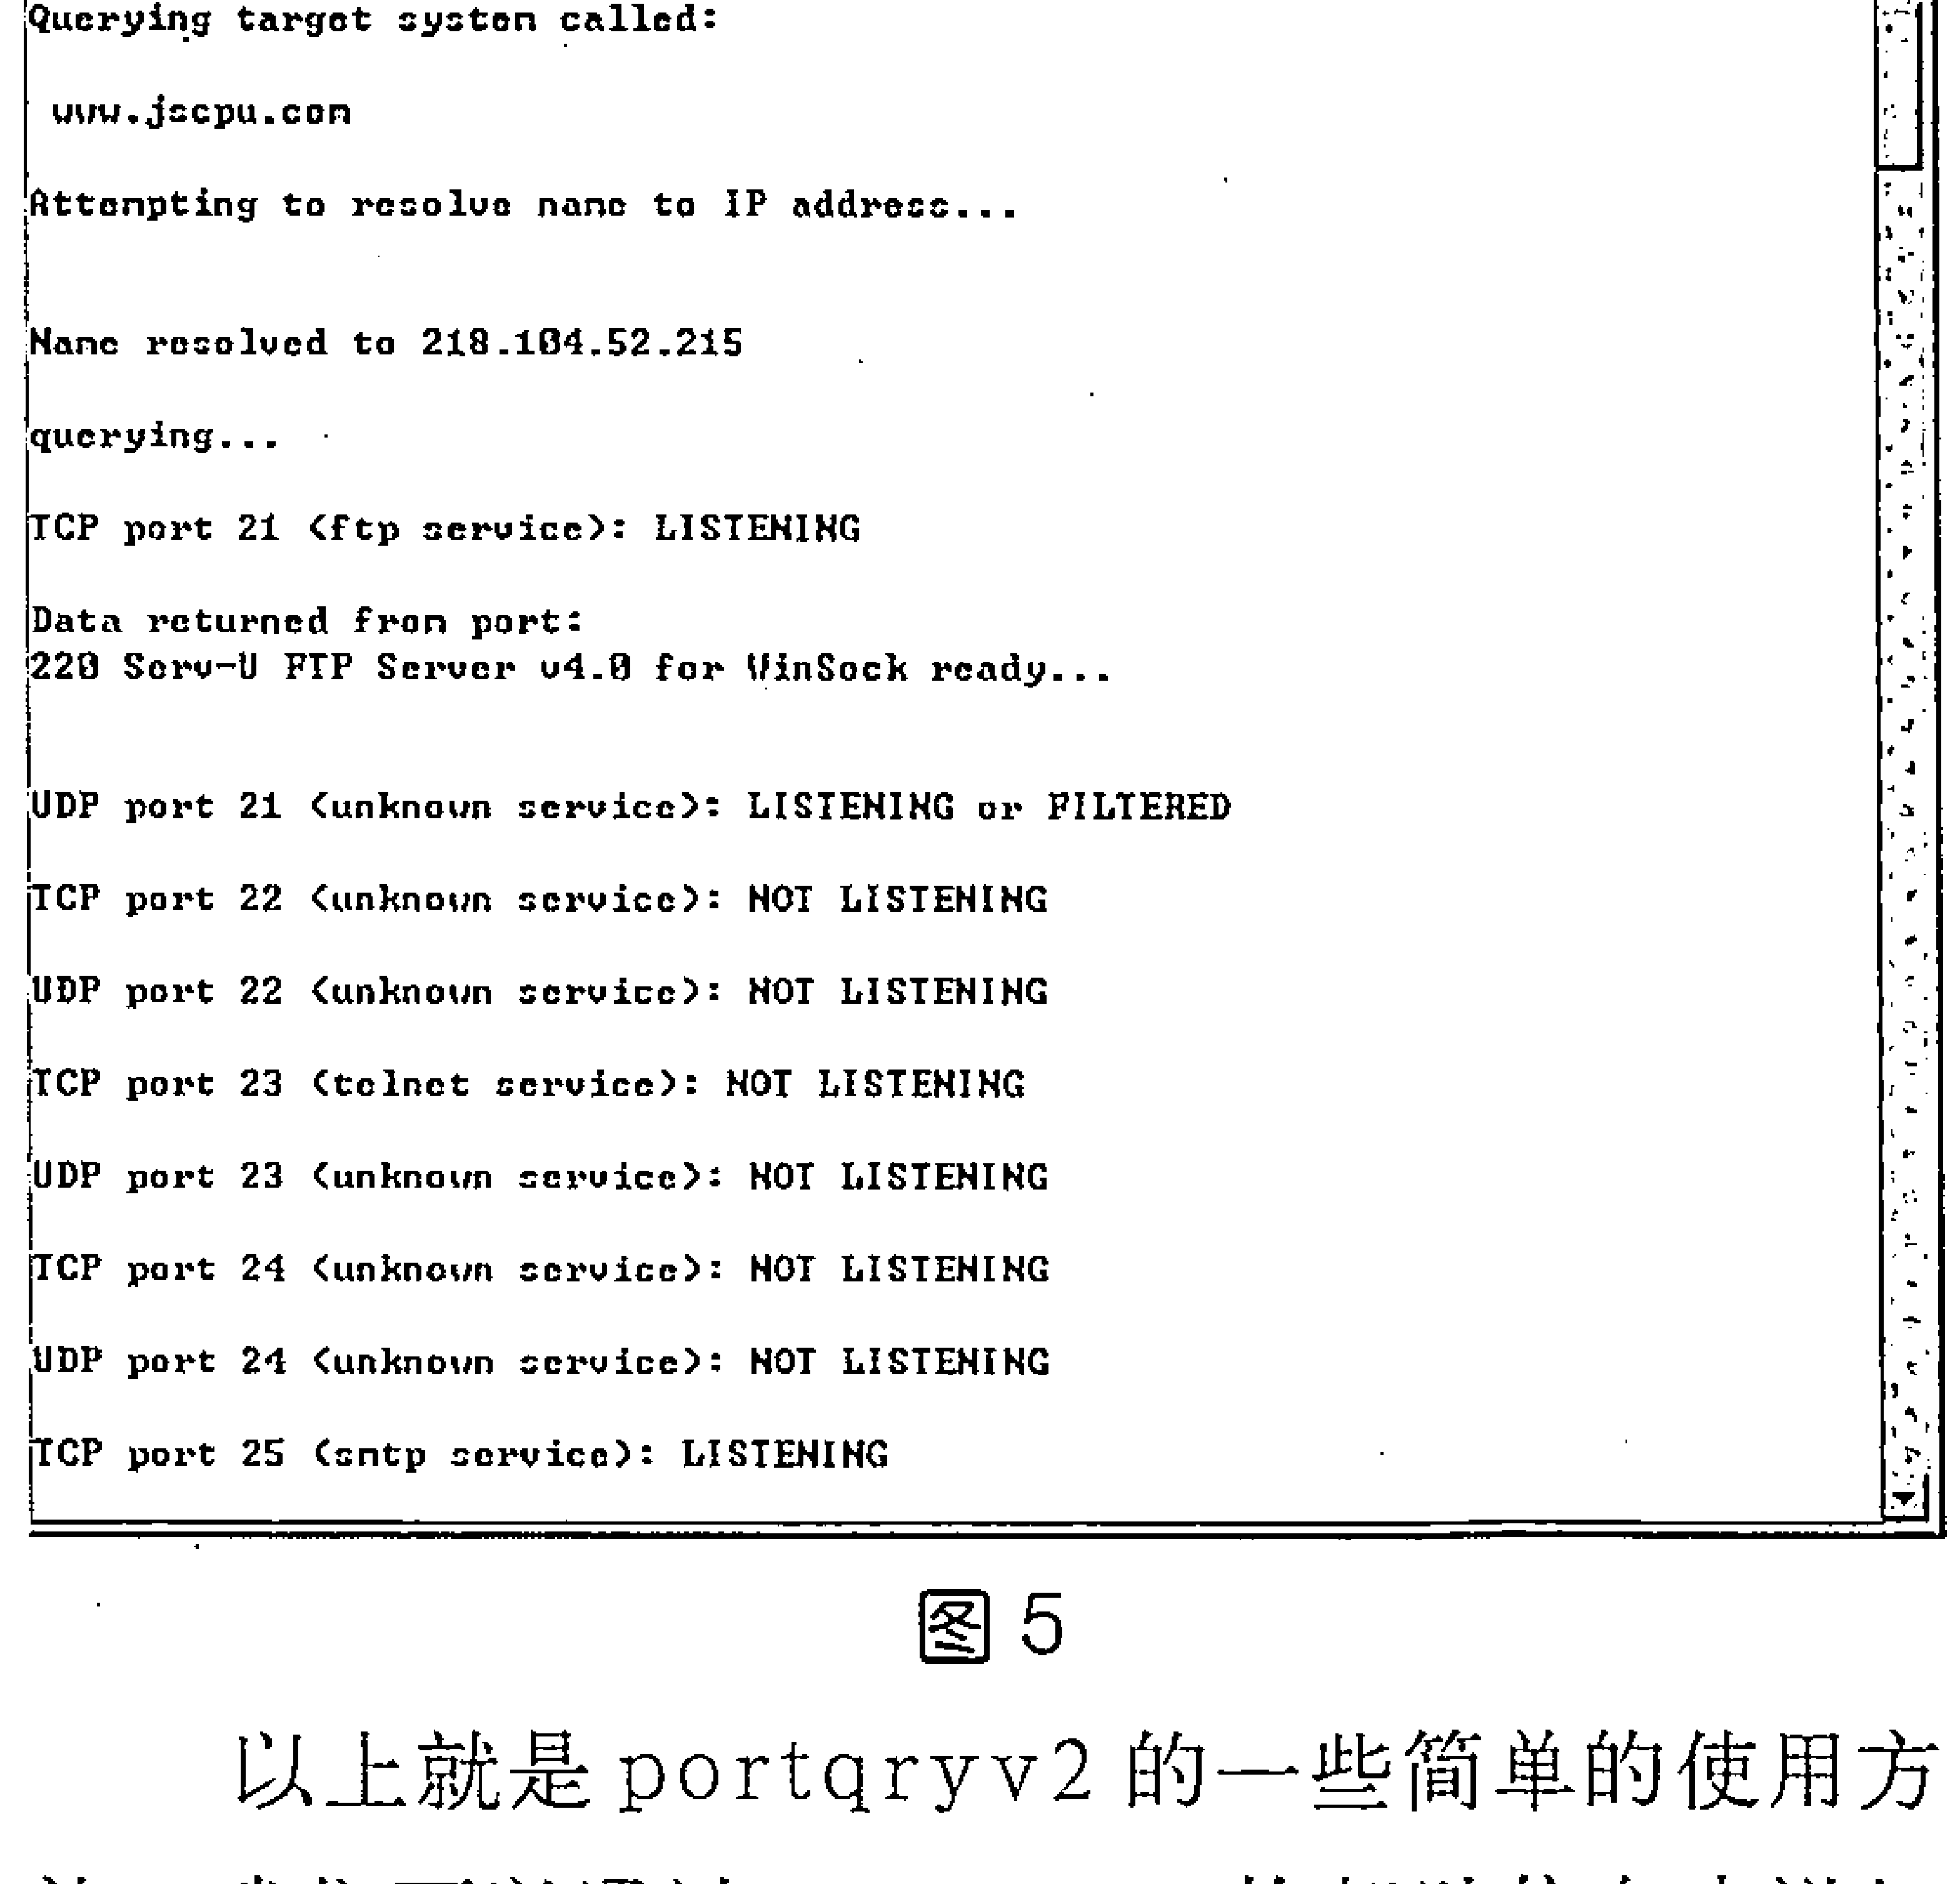 Querying target system called:
www.jscpu.com
Attempting to resolve name to IP address...
Name resolved to 218.104.52.215
querying...
TCP port 21 (ftp service): LISTENING
Data returned from port:
220 Serv-U FTP Server v4.0 for WinSock ready...
UDP port 21 (unknown service): LISTENING or FILTERED
TCP port 22 (unknown service): NOT LISTENING
UDP port 22 (unknown service): NOT LISTENING
TCP port 23 (telnet service): NOT LISTENING
UDP port 23 (unknown service): NOT LISTENING
TCP port 24 (unknown service): NOT LISTENING
UDP port 24 (unknown service): NOT LISTENING
TCP port 25 (smtp service): LISTENING
图 5
以上就是 portqryv2 的一些简单的使用方